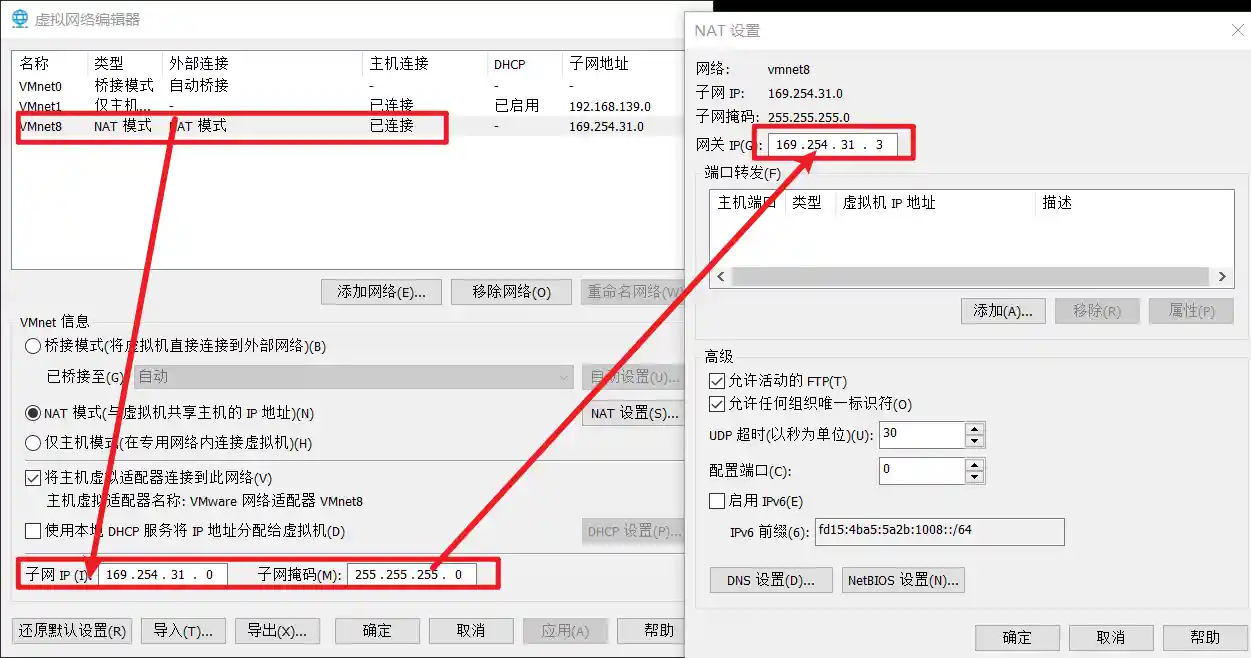 虚拟网络编辑器
名称 类型 外部连接 主机连接 DHCP 子网地址
VMnet0 桥接模式 自动桥接 - - -
VMnet1 仅主机... - 已连接 已启用 192.168.139.0
VMnet8 NAT 模式 NAT 模式 已连接 - 169.254.31.0
添加网络(E)... 移除网络(O) 重命名网络(W)
VMnet 信息
桥接模式(将虚拟机直接连接到外部网络)(B)
已桥接至(G): 自动 自动设置(U)...
NAT 模式(与虚拟机共享主机的 IP 地址)(N) NAT 设置(S)...
仅主机模式(在专用网络内连接虚拟机)(H)
将主机虚拟适配器连接到此网络(V)
主机虚拟适配器名称: VMware 网络适配器 VMnet8
使用本地 DHCP 服务将 IP 地址分配给虚拟机(D) DHCP 设置(P)...
子网 IP (I): 169 . 254 . 31 . 0 子网掩码(M): 255 . 255 . 255 . 0
还原默认设置(R) 导入(T)... 导出(X)... 确定 取消 应用(A) 帮助
NAT 设置
网络: vmnet8
子网 IP: 169.254.31.0
子网掩码: 255.255.255.0
网关 IP(G): 169 . 254 . 31 . 3
端口转发(F)
主机端口 类型 虚拟机 IP 地址 描述
添加(A)... 移除(R) 属性(P)
高级
允许活动的 FTP(T)
允许任何组织唯一标识符(O)
UDP 超时(以秒为单位)(U): 30
配置端口(C): 0
启用 IPv6(E)
IPv6 前缀(6): fd15:4ba5:5a2b:1008::/64
DNS 设置(D)... NetBIOS 设置(N)...
确定 取消 帮助